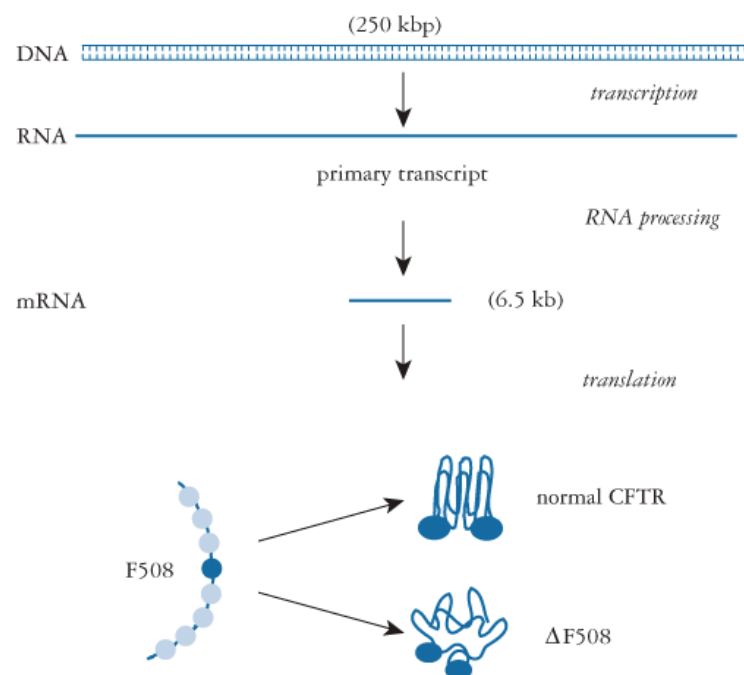 (250 kbp)
DNA
transcription
RNA
primary transcript
RNA processing
mRNA
(6.5 kb)
translation
normal CFTR
F508
ΔF508